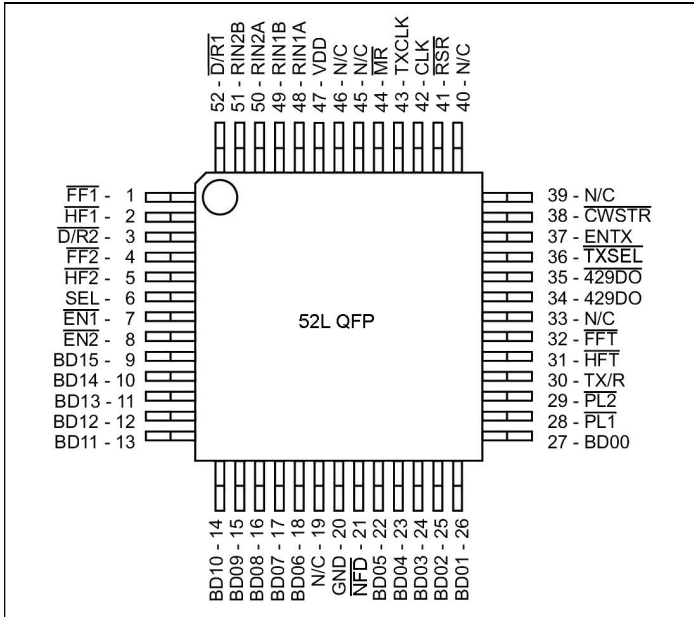 52 - D/R1
51 - RIN2B
50 - RIN2A
49 - RIN1B
48 - RIN1A
47 - VDD
46 - N/C
45 - N/C
44 - MR
43 - TXCLK
42 - CLK
41 - RSR
40 - N/C
FF1 - 1
HF1 - 2
D/R2 - 3
FF2 - 4
HF2 - 5
SEL - 6
EN1 - 7
EN2 - 8
BD15 - 9
BD14 - 10
BD13 - 11
BD12 - 12
BD11 - 13
52L QFP
39 - N/C
38 - CWSTR
37 - ENTX
36 - TXSEL
35 - 429DO
34 - 429DO
33 - N/C
32 - FFT
31 - HFT
30 - TX/R
29 - PL2
28 - PL1
27 - BD00
BD10 - 14
BD09 - 15
BD08 - 16
BD07 - 17
BD06 - 18
N/C - 19
GND - 20
NFD - 21
BD05 - 22
BD04 - 23
BD03 - 24
BD02 - 25
BD01 - 26